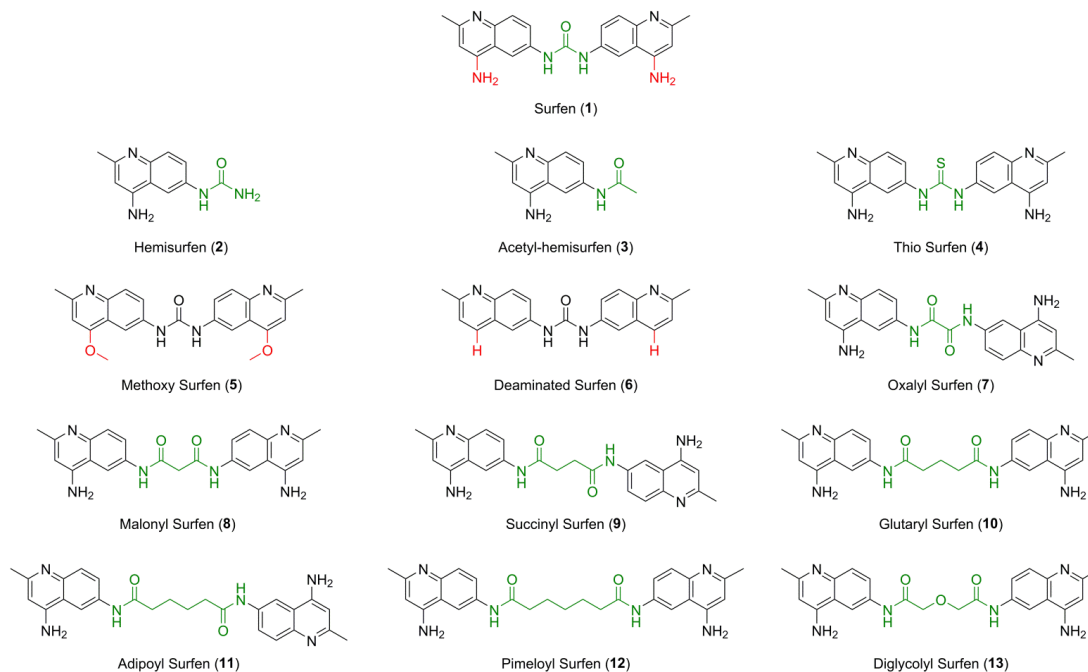 Surfen (1)
Hemisurfen (2)
Acetyl-hemisurfen (3)
Thio Surfen (4)
Methoxy Surfen (5)
Deaminated Surfen (6)
Oxalyl Surfen (7)
Malonyl Surfen (8)
Succinyl Surfen (9)
Glutaryl Surfen (10)
Adipoyl Surfen (11)
Pimeloyl Surfen (12)
Diglycolyl Surfen (13)